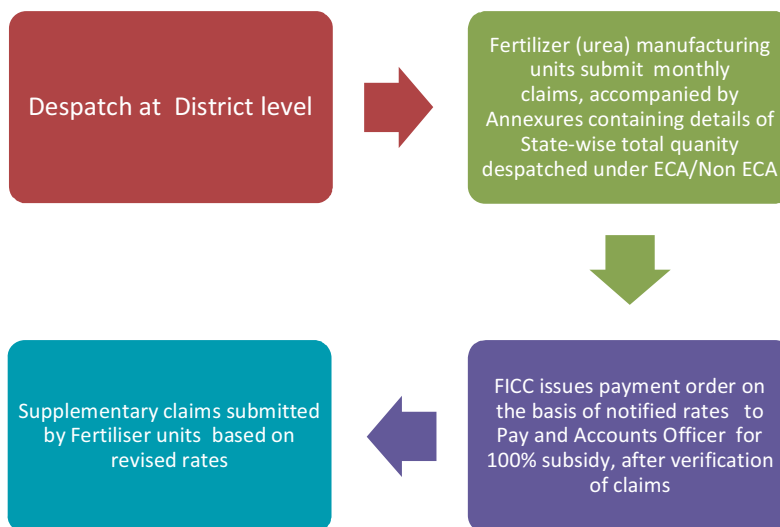 Despatch at District level
Fertilizer (urea) manufacturing
units submit monthly
claims, accompanied by
Annexures containing details of
State-wise total quanity
despatched under ECA/Non ECA
FICC issues payment order on
the basis of notified rates to
Pay and Accounts Officer for
100% subsidy, after verification
of claims
Supplementary claims submitted
by Fertiliser units based on
revised rates